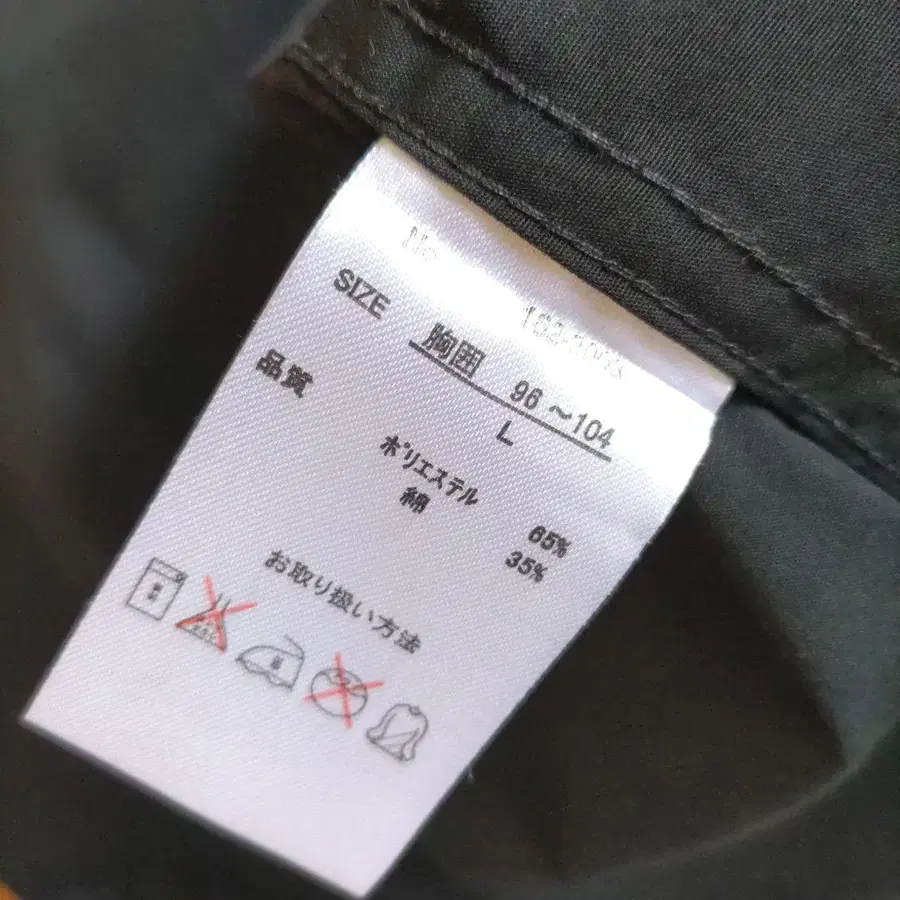 No
SIZE 胸囲 96～104
L
品質
ポリエステル 65%
綿 35%
お取り扱い方法